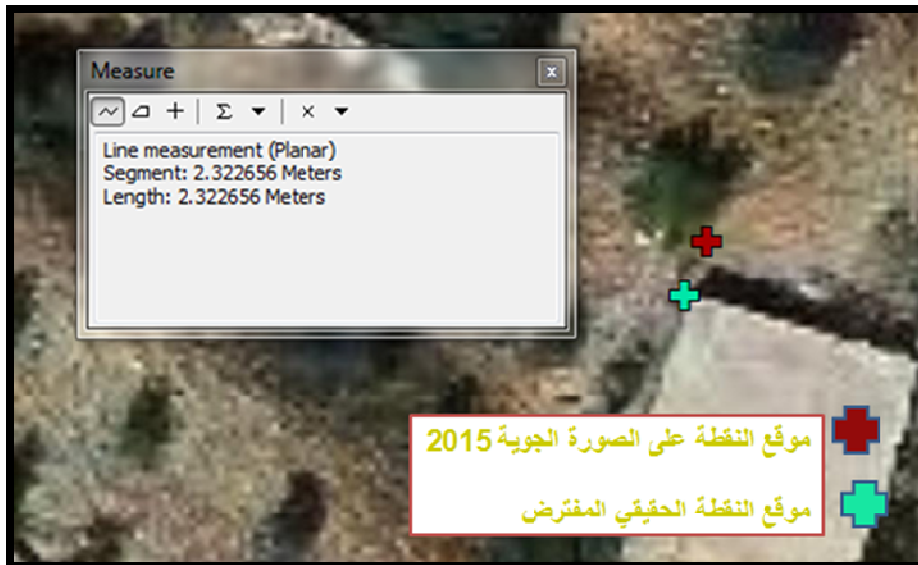 Measure
Line measurement (Planar)
Segment: 2.322656 Meters
Length: 2.322656 Meters
موقع النقطة على الصورة الجوية 2015
موقع النقطة الحقيقي المفترض